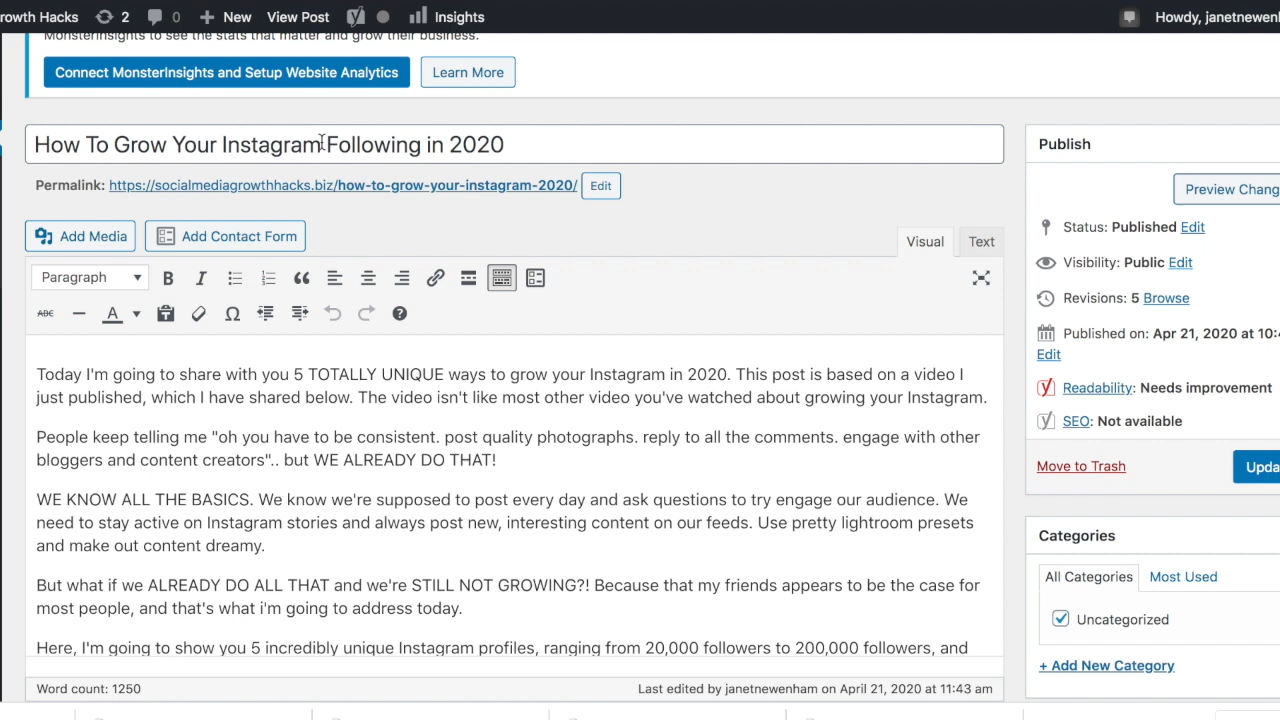 rowth Hacks 2 0 New View Post Insights Howdy, janetnewenh
MonsterInsights to see the stats that matter and grow their business.
Connect MonsterInsights and Setup Website Analytics Learn More
How To Grow Your Instagram Following in 2020
Permalink: https://socialmediagrowthhacks.biz/how-to-grow-your-instagram-2020/ Edit
Add Media Add Contact Form
Visual Text
Paragraph B I
ABC A Ω ?
Today I'm going to share with you 5 TOTALLY UNIQUE ways to grow your Instagram in 2020. This post is based on a video I
just published, which I have shared below. The video isn't like most other video you've watched about growing your Instagram.
People keep telling me "oh you have to be consistent. post quality photographs. reply to all the comments. engage with other
bloggers and content creators".. but WE ALREADY DO THAT!
WE KNOW ALL THE BASICS. We know we're supposed to post every day and ask questions to try engage our audience. We
need to stay active on Instagram stories and always post new, interesting content on our feeds. Use pretty lightroom presets
and make out content dreamy.
But what if we ALREADY DO ALL THAT and we're STILL NOT GROWING?! Because that my friends appears to be the case for
most people, and that's what i'm going to address today.
Here, I'm going to show you 5 incredibly unique Instagram profiles, ranging from 20,000 followers to 200,000 followers, and
Word count: 1250 Last edited by janetnewenham on April 21, 2020 at 11:43 am
Publish
Preview Chang
Status: Published Edit
Visibility: Public Edit
Revisions: 5 Browse
Published on: Apr 21, 2020 at 10:4
Edit
Readability: Needs improvement
SEO: Not available
Move to Trash Upda
Categories
All Categories Most Used
Uncategorized
+ Add New Category